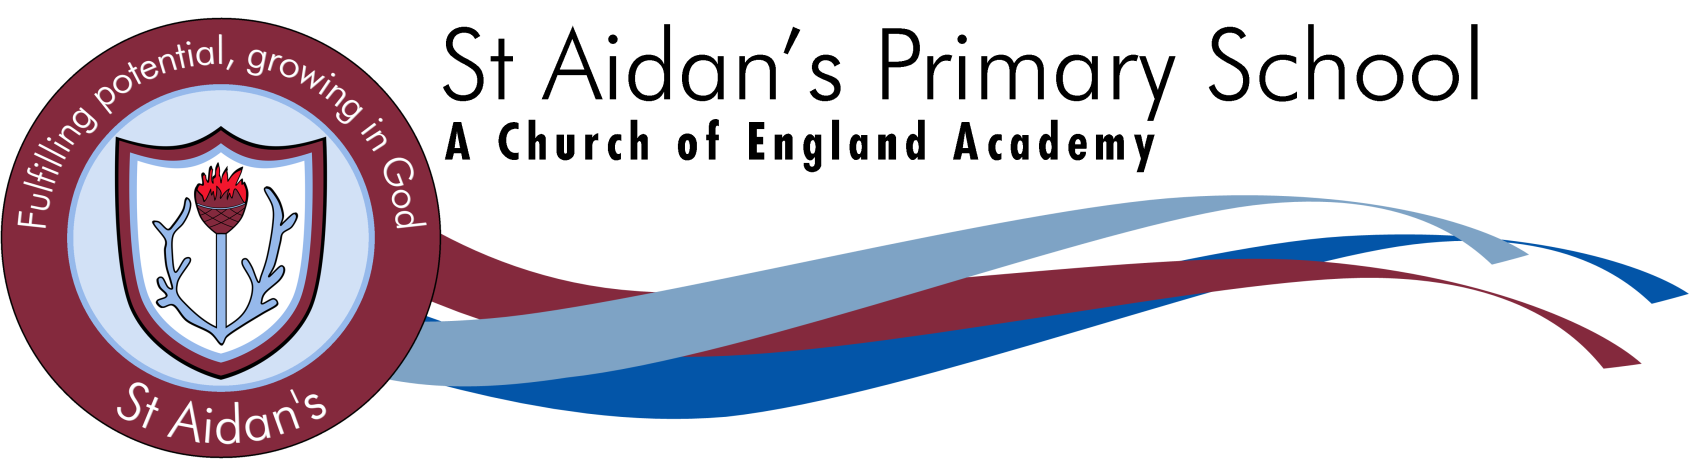 Fulfilling potential, growing in God
St Aidan's
St Aidan’s Primary School
A Church of England Academy